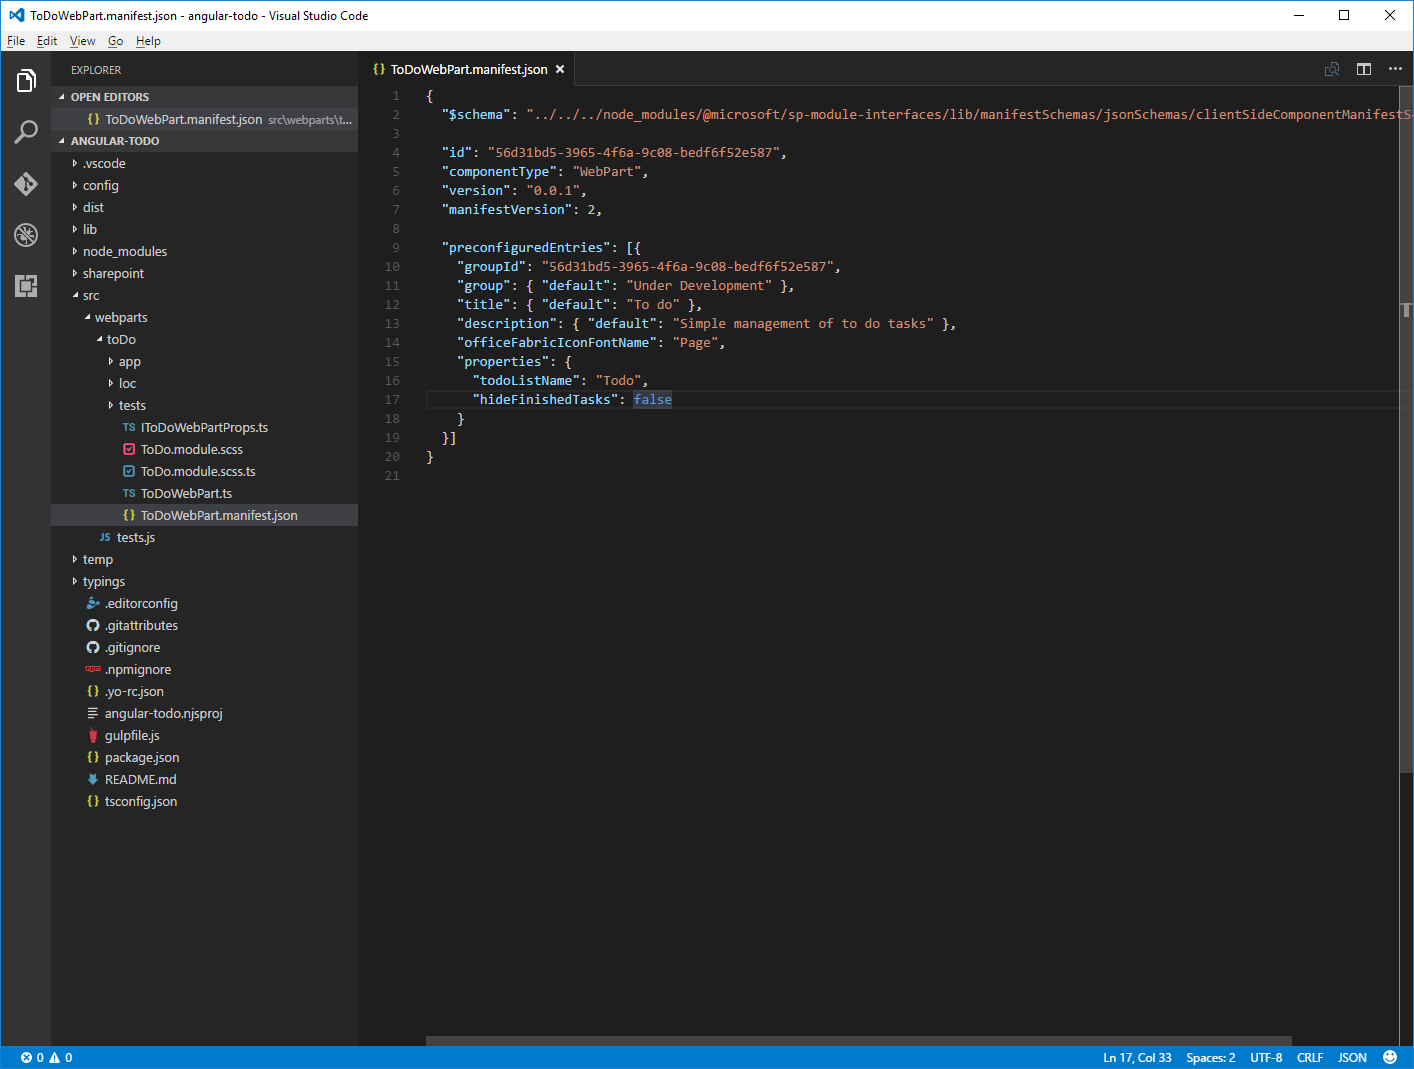 ToDoWebPart.manifest.json - angular-todo - Visual Studio Code
File Edit View Go Help
EXPLORER
OPEN EDITORS
{} ToDoWebPart.manifest.json src\webparts\t...
ANGULAR-TODO
.vscode
config
dist
lib
node_modules
sharepoint
src
webparts
toDo
app
loc
tests
TS IToDoWebPartProps.ts
ToDo.module.scss
ToDo.module.scss.ts
TS ToDoWebPart.ts
{} ToDoWebPart.manifest.json
JS tests.js
temp
typings
.editorconfig
.gitattributes
.gitignore
npm .npmignore
{} .yo-rc.json
angular-todo.njsproj
gulpfile.js
{} package.json
README.md
{} tsconfig.json
{} ToDoWebPart.manifest.json
1 {
2 "$schema": "../../../node_modules/@microsoft/sp-module-interfaces/lib/manifestSchemas/jsonSchemas/clientSideComponentManifestS
3
4 "id": "56d31bd5-3965-4f6a-9c08-bedf6f52e587",
5 "componentType": "WebPart",
6 "version": "0.0.1",
7 "manifestVersion": 2,
8
9 "preconfiguredEntries": [{
10 "groupId": "56d31bd5-3965-4f6a-9c08-bedf6f52e587",
11 "group": { "default": "Under Development" },
12 "title": { "default": "To do" },
13 "description": { "default": "Simple management of to do tasks" },
14 "officeFabricIconFontName": "Page",
15 "properties": {
16 "todoListName": "Todo",
17 "hideFinishedTasks": false
18 }
19 }]
20 }
21
0 0 Ln 17, Col 33 Spaces: 2 UTF-8 CRLF JSON